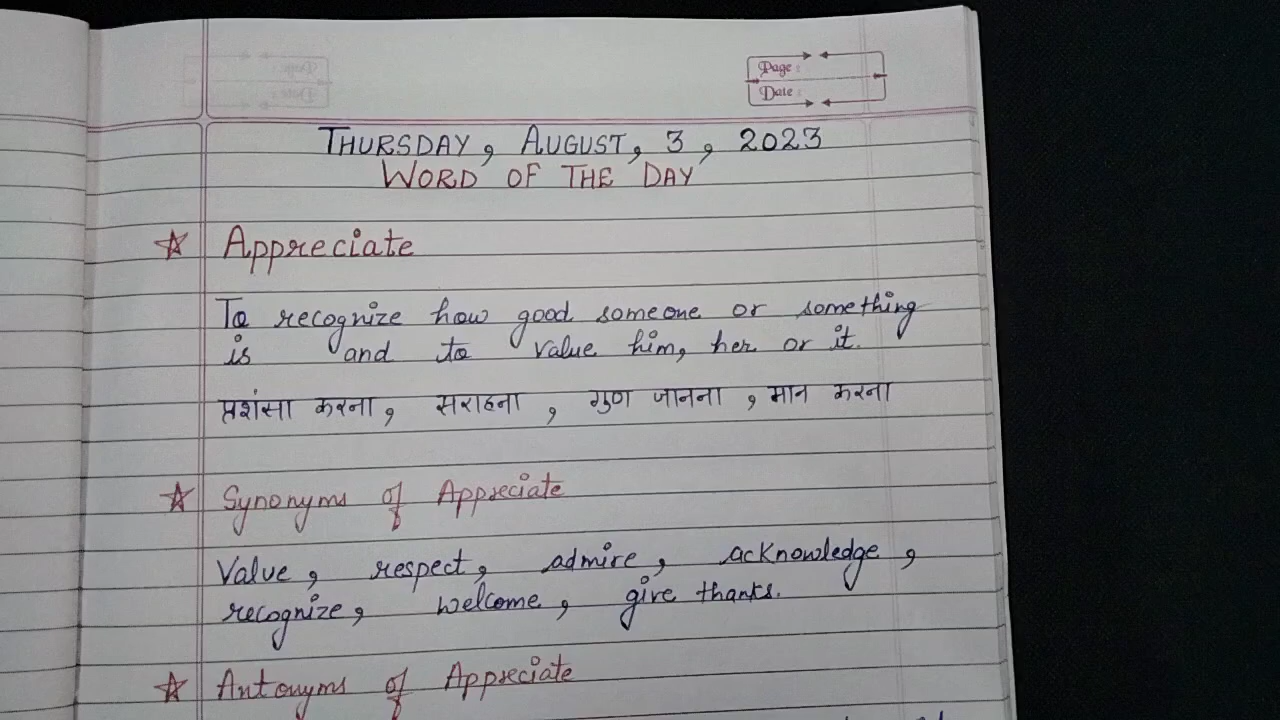 Page :
Date :
THURSDAY, AUGUST, 3, 2023
WORD OF THE DAY
☆ Appreciate
To recognize how good someone or something
is and to value him, her or it.
प्रशंसा करना, सराहना, गुण जानना, मान करना
☆ Synonyms of Appreciate
Value, respect, admire, acknowledge,
recognize, welcome, give thanks.
☆ Antonyms of Appreciate